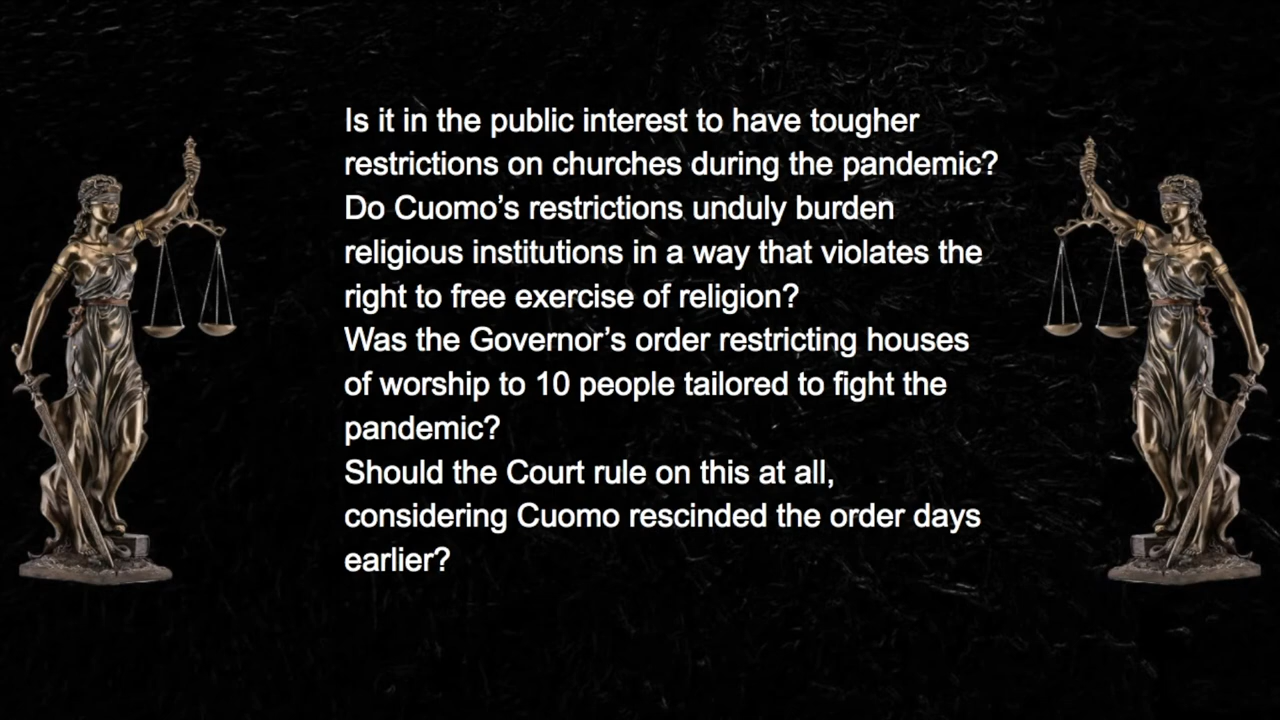 Is it in the public interest to have tougher
restrictions on churches during the pandemic?
Do Cuomo’s restrictions unduly burden
religious institutions in a way that violates the
right to free exercise of religion?
Was the Governor’s order restricting houses
of worship to 10 people tailored to fight the
pandemic?
Should the Court rule on this at all,
considering Cuomo rescinded the order days
earlier?